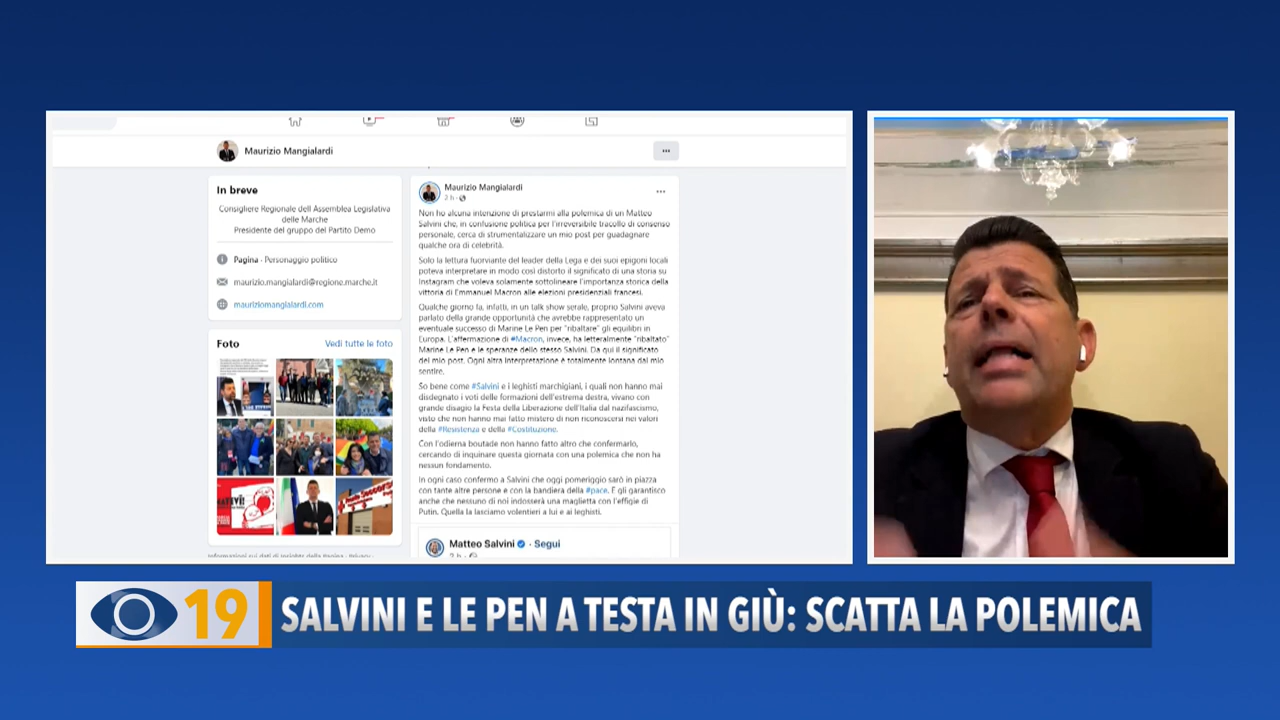 Maurizio Mangialardi
...
In breve
Consigliere Regionale dell'Assemblea Legislativa
delle Marche
Presidente del gruppo del Partito Demo
Pagina · Personaggio politico
maurizio.mangialardi@regione.marche.it
mauriziomangialardi.com
Foto
Vedi tutte le foto
Maurizio Mangialardi
2 h ·
Non ho alcuna intenzione di prestarmi alla polemica di un Matteo
Salvini che, in confusione politica per l'irreversibile tracollo di consenso
personale, cerca di strumentalizzare un mio post per guadagnare
qualche ora di celebrità.
Solo la lettura fuorviante del leader della Lega e dei suoi epigoni locali
poteva interpretare in modo così distorto il significato di una storia su
Instagram che voleva solamente sottolineare l'importanza storica della
vittoria di Emmanuel Macron alle elezioni presidenziali francesi.
Qualche giorno fa, infatti, in un talk show serale, proprio Salvini aveva
parlato della grande opportunità che avrebbe rappresentato un
eventuale successo di Marine Le Pen per "ribaltare" gli equilibri in
Europa. L'affermazione di #Macron, invece, ha letteralmente "ribaltato"
Marine Le Pen e le speranze dello stesso Salvini. Da qui il significato
del mio post. Ogni altra interpretazione è totalmente lontana dal mio
sentire.
So bene come #Salvini e i leghisti marchigiani, i quali non hanno mai
disdegnato i voti delle formazioni dell'estrema destra, vivano con
grande disagio la Festa della Liberazione dell'Italia dal nazifascismo,
visto che non hanno mai fatto mistero di non riconoscersi nei valori
della #Resistenza e della #Costituzione.
Con l'odierna boutade non hanno fatto altro che confermarlo,
cercando di inquinare questa giornata con una polemica che non ha
nessun fondamento.
In ogni caso confermo a Salvini che oggi pomeriggio sarò in piazza
con tante altre persone e con la bandiera della #pace. E gli garantisco
anche che nessuno di noi indosserà una maglietta con l'effigie di
Putin. Quella la lasciamo volentieri a lui e ai leghisti.
Matteo Salvini · Segui
2 h ·
19 SALVINI E LE PEN A TESTA IN GIÙ: SCATTA LA POLEMICA